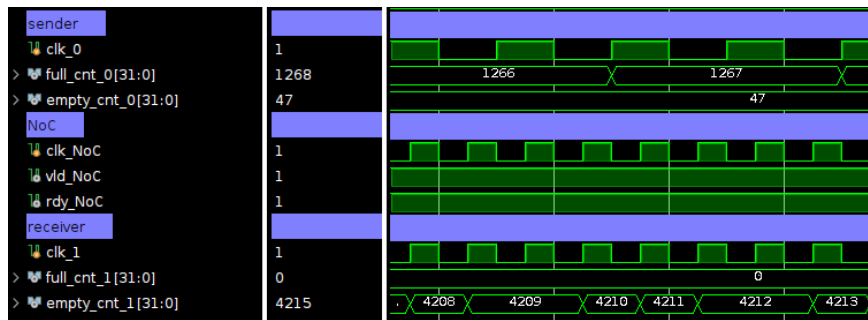 sender
clk_0 1
full_cnt_0[31:0] 1268 1266 1267
empty_cnt_0[31:0] 47 47
NoC
clk_NoC 1
vld_NoC 1
rdy_NoC 1
receiver
clk_1 1
full_cnt_1[31:0] 0 0
empty_cnt_1[31:0] 4215 . 4208 4209 4210 4211 4212 4213